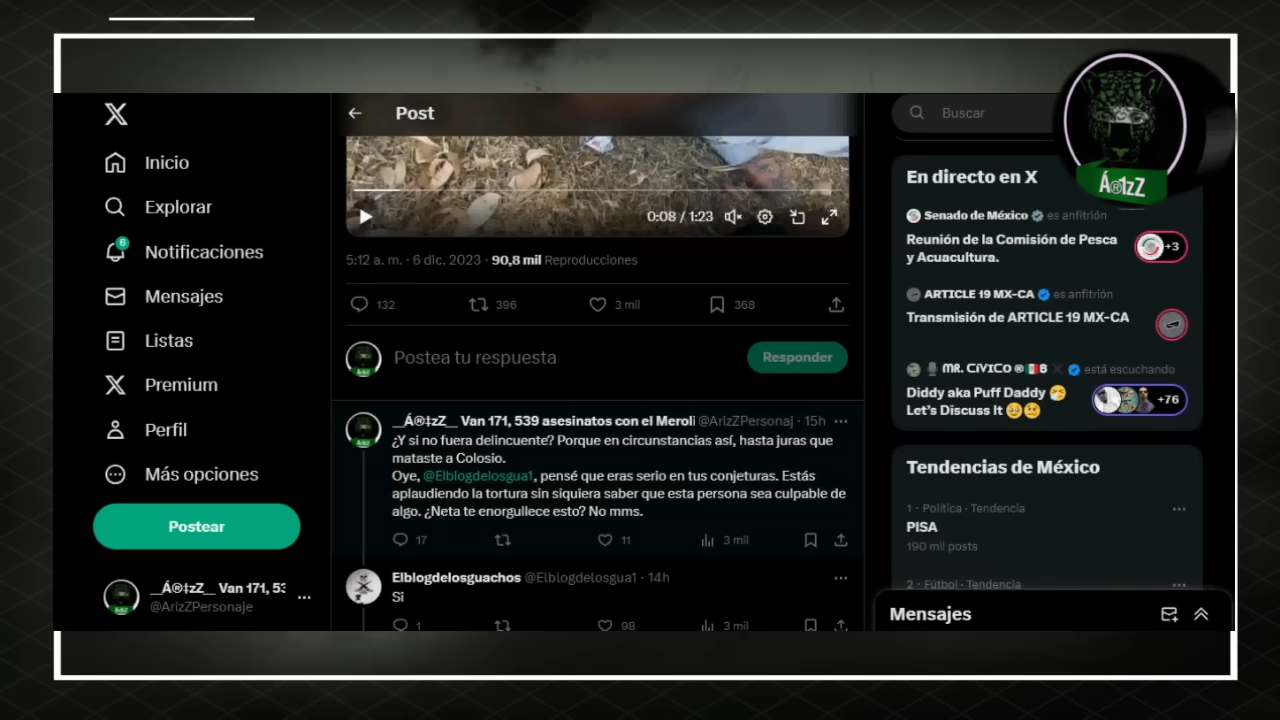 Inicio
Explorar
6
Notificaciones
Mensajes
Listas
Premium
Perfil
Más opciones
Postear
__Á®‡zZ__ Van 171, 53
@ArlzZPersonaje
Post
0:08 / 1:23
5:12 a. m. · 6 dic. 2023 · 90,8 mil Reproducciones
132 396 3 mil 368
Postea tu respuesta
Responder
__Á®‡zZ__ Van 171, 539 asesinatos con el Meroli @ArlzZPersonaj · 15h
¿Y si no fuera delincuente? Porque en circunstancias así, hasta juras que
mataste a Colosio.
Oye, @Elblogdelosgua1, pensé que eras serio en tus conjeturas. Estás
aplaudiendo la tortura sin siquiera saber que esta persona sea culpable de
algo. ¿Neta te enorgullece esto? No mms.
17 11 3 mil
Elblogdelosguachos @Elblogdelosgua1 · 14h
Si
1 98 3 mil
Buscar
Á®‡zZ
En directo en X
Senado de México es anfitrión
Reunión de la Comisión de Pesca
y Acuacultura.
+3
ARTICLE 19 MX-CA es anfitrión
Transmisión de ARTICLE 19 MX-CA
MR. CíVICO ® 6 está escuchando
Diddy aka Puff Daddy
Let's Discuss It
+76
Tendencias de México
1 · Política · Tendencia
PISA
190 mil posts
2 · Fútbol · Tendencia
Mensajes